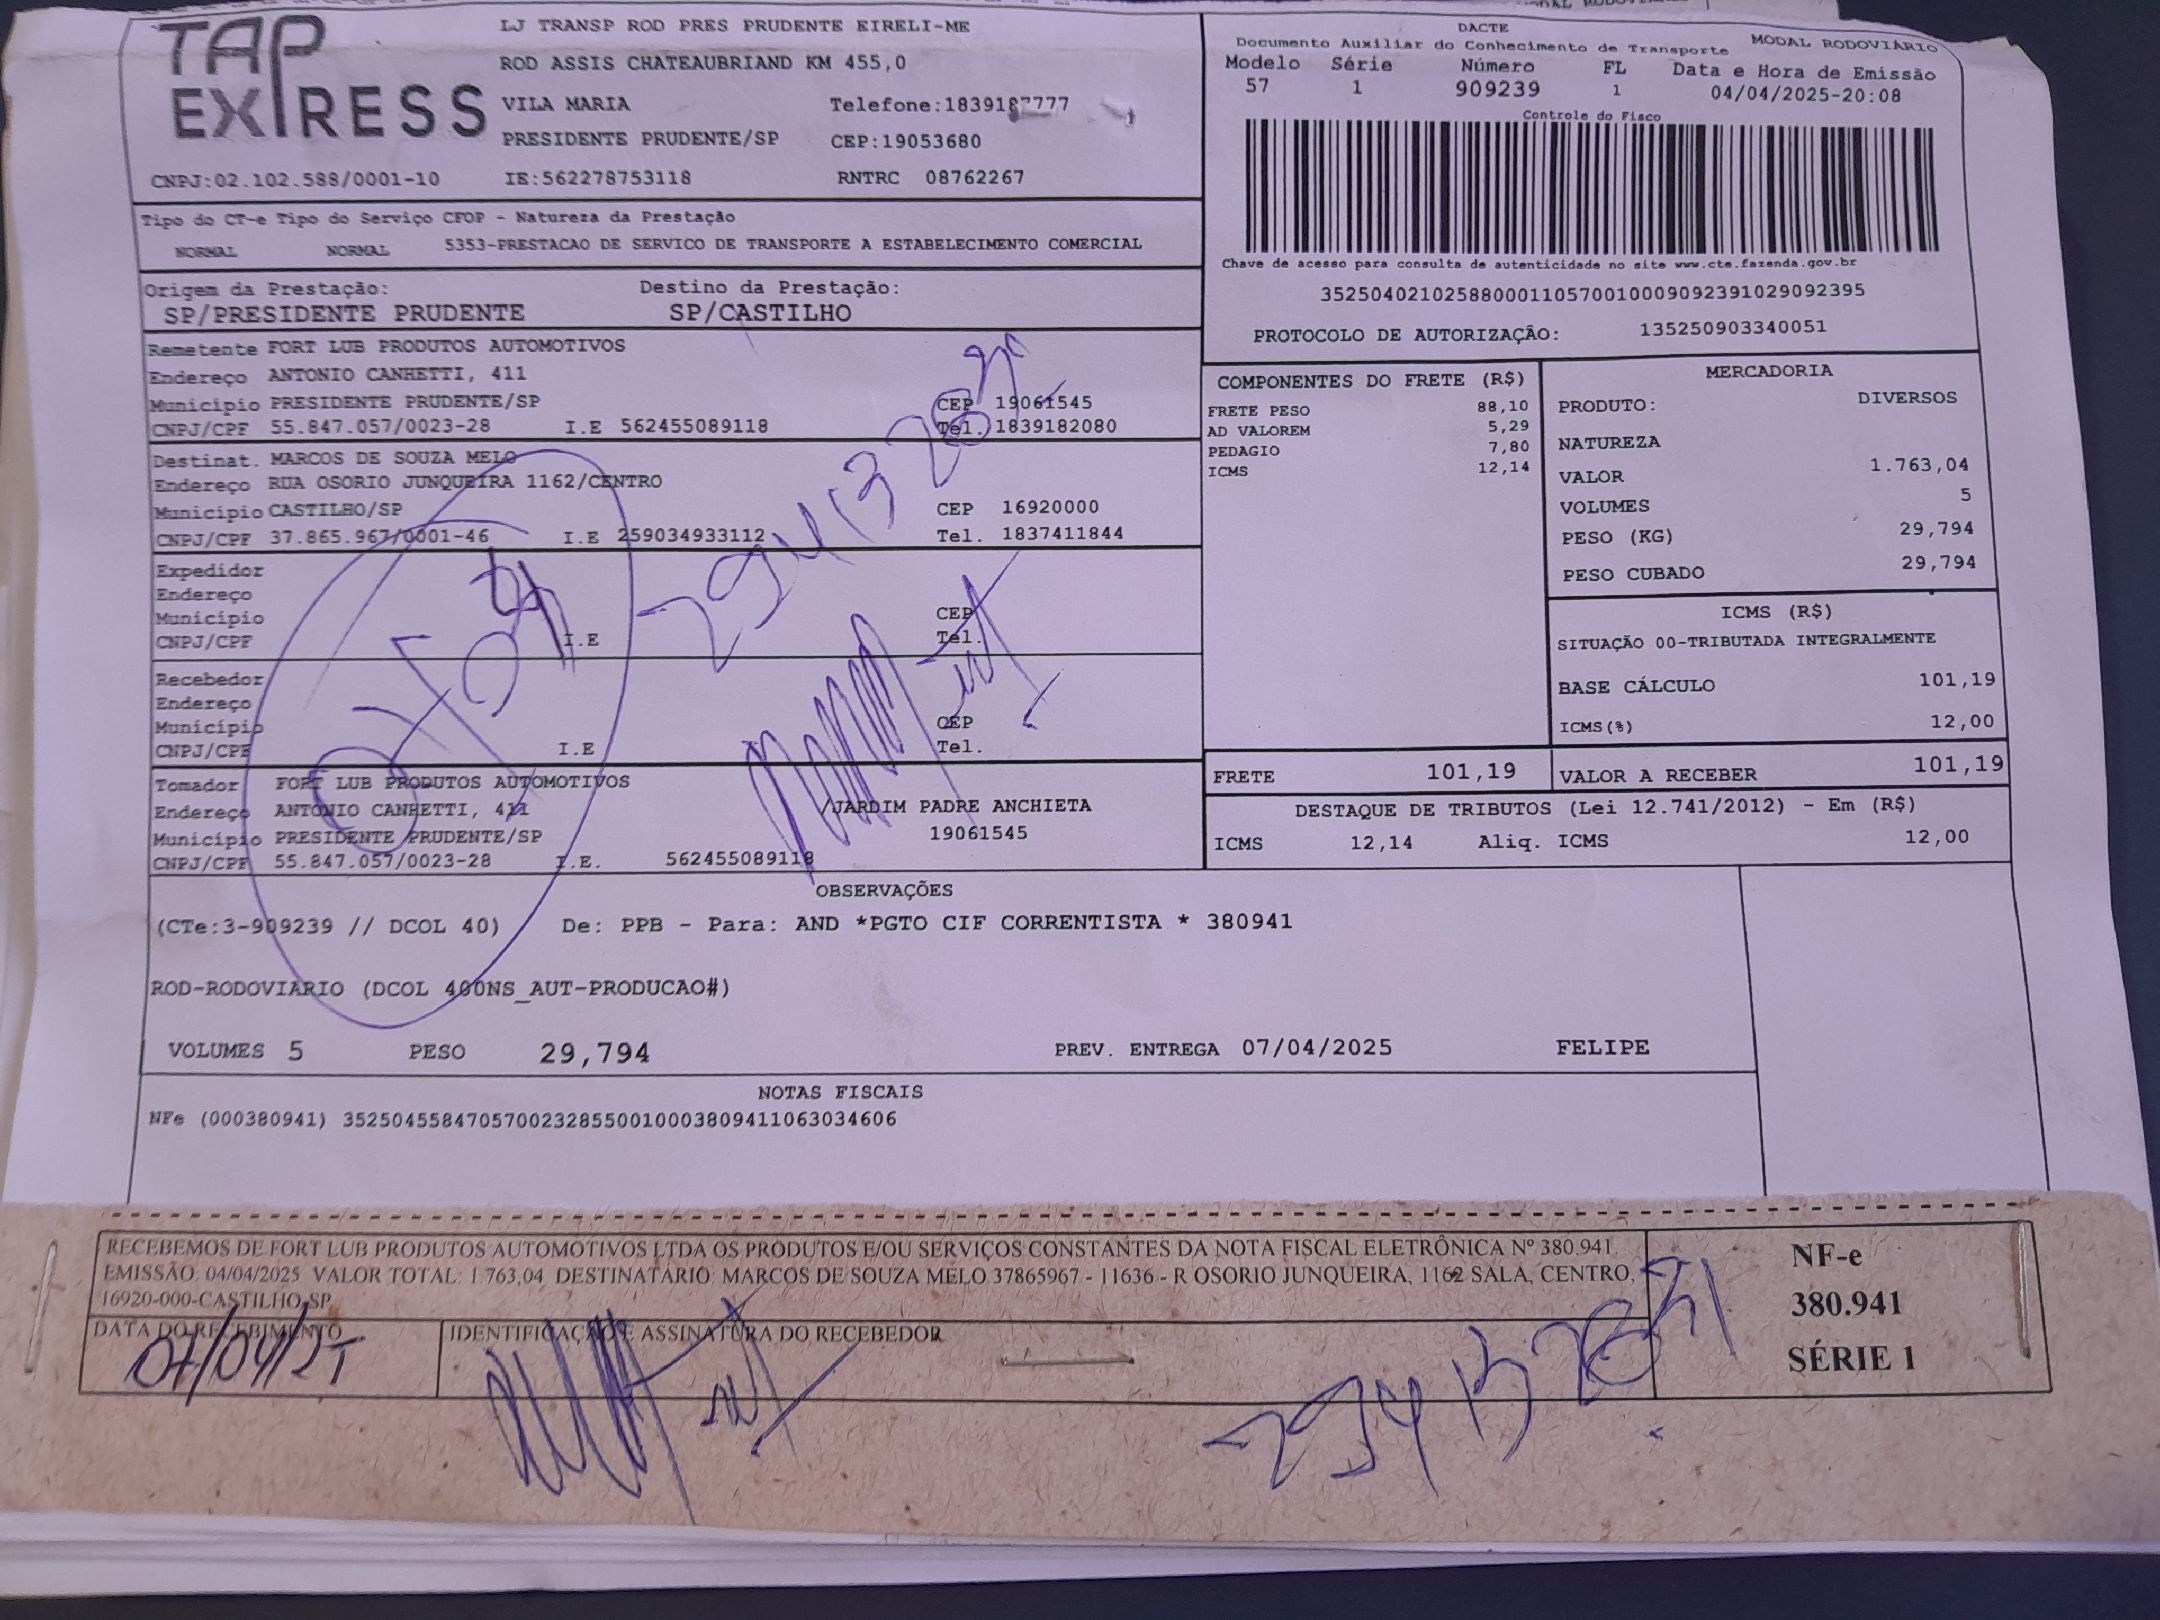 TAP EXPRESS
LJ TRANSP ROD PRES PRUDENTE EIRELI-ME
ROD ASSIS CHATEAUBRIAND KM 455,0
VILA MARIA Telefone:1839187777
PRESIDENTE PRUDENTE/SP CEP:19053680
CNPJ:02.102.588/0001-10 IE:562278753118 RNTRC 08762267
DACTE
Documento Auxiliar do Conhecimento de Transporte MODAL RODOVIÁRIO
Modelo Série Número FL Data e Hora de Emissão
57 1 909239 1 04/04/2025-20:08
Controle do Fisco
Chave de acesso para consulta de autenticidade no site www.cte.fazenda.gov.br
35250402102588000110570010009092391029092395
PROTOCOLO DE AUTORIZAÇÃO: 135250903340051
Tipo do CT-e Tipo do Serviço CFOP - Natureza da Prestação
NORMAL NORMAL 5353-PRESTACAO DE SERVICO DE TRANSPORTE A ESTABELECIMENTO COMERCIAL
Origem da Prestação: Destino da Prestação:
SP/PRESIDENTE PRUDENTE SP/CASTILHO
Remetente FORT LUB PRODUTOS AUTOMOTIVOS
Endereço ANTONIO CANHETTI, 411
Município PRESIDENTE PRUDENTE/SP CEP 19061545
CNPJ/CPF 55.847.057/0023-28 I.E 562455089118 Tel. 1839182080
Destinat. MARCOS DE SOUZA MELO
Endereço RUA OSORIO JUNQUEIRA 1162/CENTRO
Município CASTILHO/SP CEP 16920000
CNPJ/CPF 37.865.967/0001-46 I.E 259034933112 Tel. 1837411844
Expedidor
Endereço
Município CEP
CNPJ/CPF I.E Tel.
Recebedor
Endereço
Município CEP
CNPJ/CPF I.E Tel.
Tomador FORT LUB PRODUTOS AUTOMOTIVOS
Endereço ANTONIO CANHETTI, 411 /JARDIM PADRE ANCHIETA
Município PRESIDENTE PRUDENTE/SP 19061545
CNPJ/CPF 55.847.057/0023-28 I.E. 562455089118
COMPONENTES DO FRETE (R$)
FRETE PESO 88,10
AD VALOREM 5,29
PEDAGIO 7,80
ICMS 12,14
MERCADORIA
PRODUTO: DIVERSOS
NATUREZA
VALOR 1.763,04
VOLUMES 5
PESO (KG) 29,794
PESO CUBADO 29,794
ICMS (R$)
SITUAÇÃO 00-TRIBUTADA INTEGRALMENTE
BASE CÁLCULO 101,19
ICMS(%) 12,00
FRETE 101,19 VALOR A RECEBER 101,19
DESTAQUE DE TRIBUTOS (Lei 12.741/2012) - Em (R$)
ICMS 12,14 Aliq. ICMS 12,00
OBSERVAÇÕES
(CTe:3-909239 // DCOL 40) De: PPB - Para: AND *PGTO CIF CORRENTISTA * 380941
ROD-RODOVIARIO (DCOL 400NS_AUT-PRODUCAO#)
VOLUMES 5 PESO 29,794 PREV. ENTREGA 07/04/2025 FELIPE
NOTAS FISCAIS
NFe (000380941) 35250455847057002328550010003809411063034606
RECEBEMOS DE FORT LUB PRODUTOS AUTOMOTIVOS LTDA OS PRODUTOS E/OU SERVIÇOS CONSTANTES DA NOTA FISCAL ELETRÔNICA Nº 380.941.
EMISSÃO: 04/04/2025 VALOR TOTAL: 1.763,04 DESTINATÁRIO: MARCOS DE SOUZA MELO 37865967 - 11636 - R OSORIO JUNQUEIRA, 1162 SALA, CENTRO,
16920-000-CASTILHO-SP
DATA DO RECEBIMENTO IDENTIFICAÇÃO E ASSINATURA DO RECEBEDOR
07/04/25
NF-e
380.941
SÉRIE 1